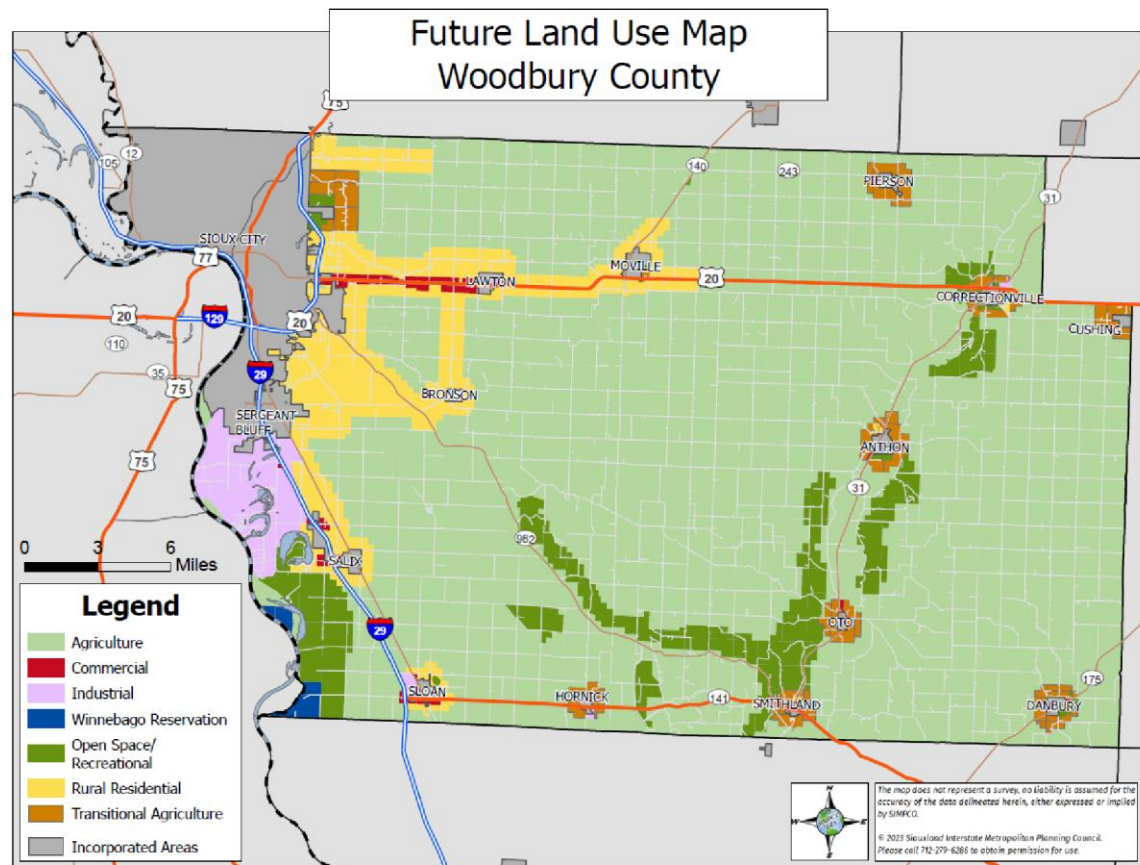 Future Land Use Map
Woodbury County
75
12
105
140
243
31
PIERSON
SIOUX CITY
77
MOVILLE
LAWTON
20
CORRECTIONVILLE
20
129
20
110
CUSHING
35
29
75
BRONSON
SERGEANT
BLUFF
ANTHON
75
31
982
0 3 6
Miles
SALIX
Legend
Agriculture
Commercial
Industrial
Winnebago Reservation
Open Space/
Recreational
Rural Residential
Transitional Agriculture
Incorporated Areas
29
OTO
SLOAN
HORNICK
141
SMITHLAND
175
DANBURY
N
W E
S
The map does not represent a survey, no liability is assumed for the
accuracy of the data delineated herein, either expressed or implied
by SIMPCO.
© 2023 Siouxland Interstate Metropolitan Planning Council.
Please call 712-279-6286 to obtain permission for use.